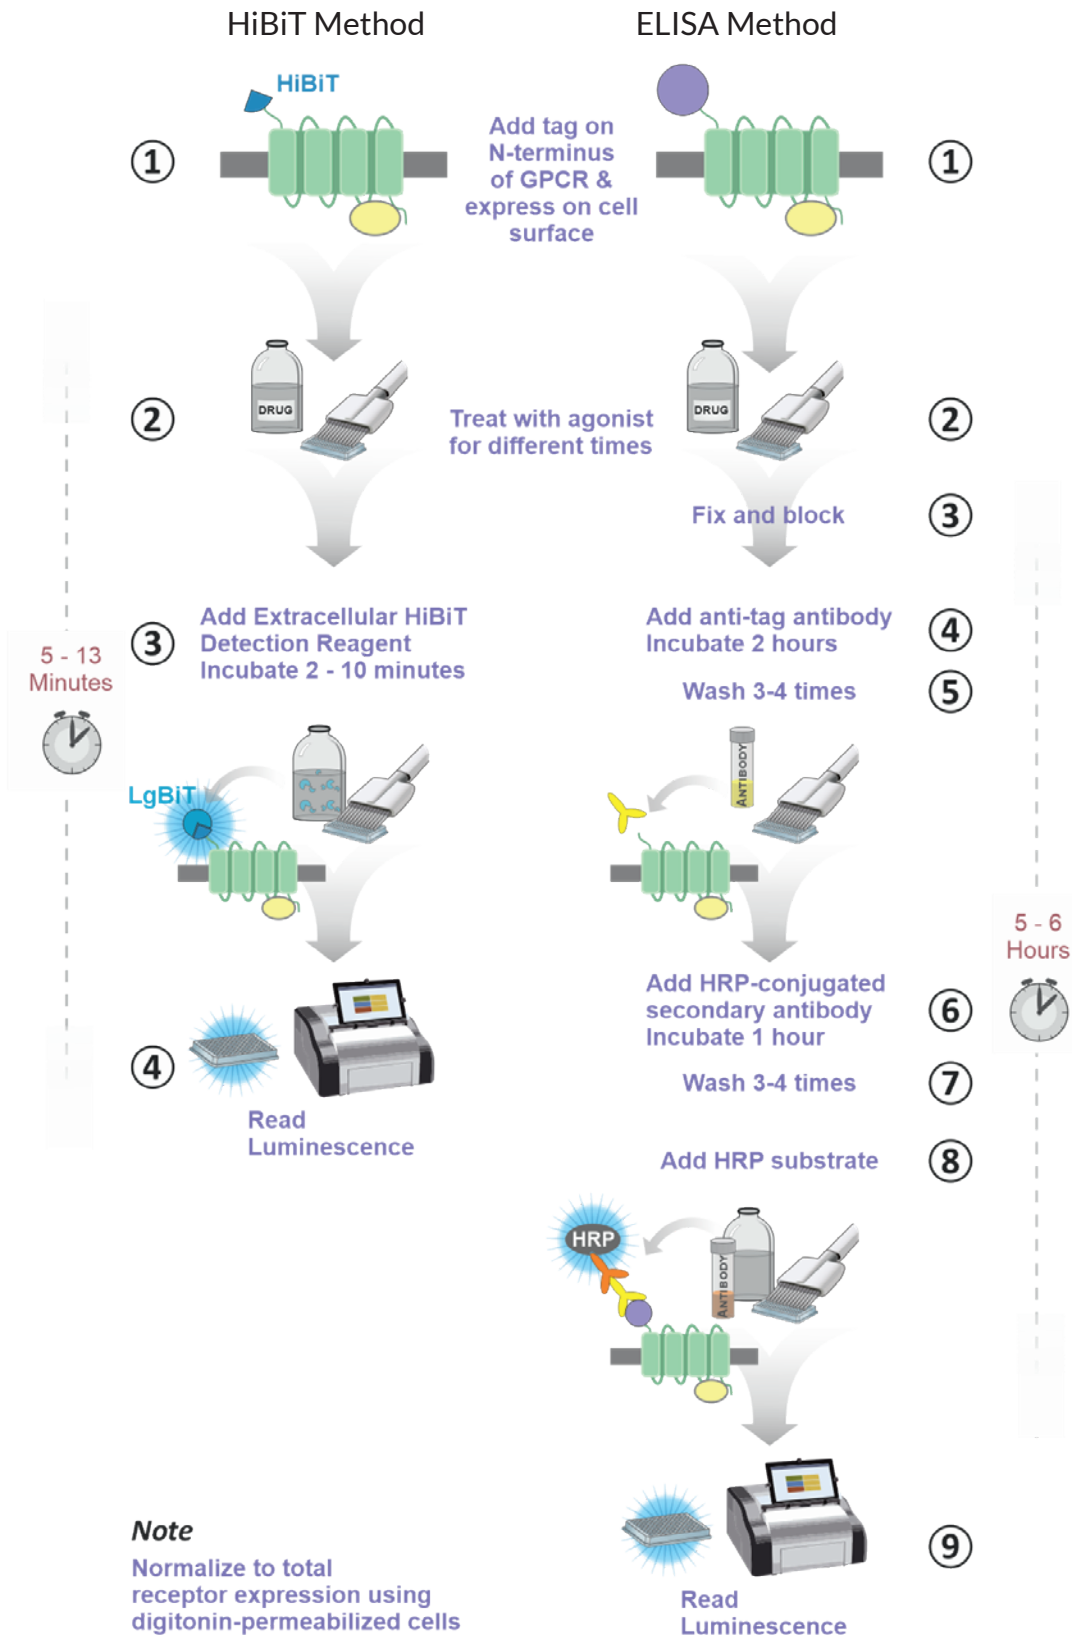 HiBiT Method
ELISA Method
HiBiT
1
Add tag on
N-terminus
of GPCR &
express on cell
surface
1
2
DRUG
Treat with agonist
for different times
DRUG
2
Fix and block
3
5 - 13
Minutes
3
Add Extracellular HiBiT
Detection Reagent
Incubate 2 - 10 minutes
Add anti-tag antibody
Incubate 2 hours
4
Wash 3-4 times
5
LgBiT
ANTIBODY
5 - 6
Hours
Add HRP-conjugated
secondary antibody
Incubate 1 hour
6
4
Read
Luminescence
Wash 3-4 times
7
Add HRP substrate
8
HRP
ANTIBODY
Note
Normalize to total
receptor expression using
digitonin-permeabilized cells
9
Read
Luminescence